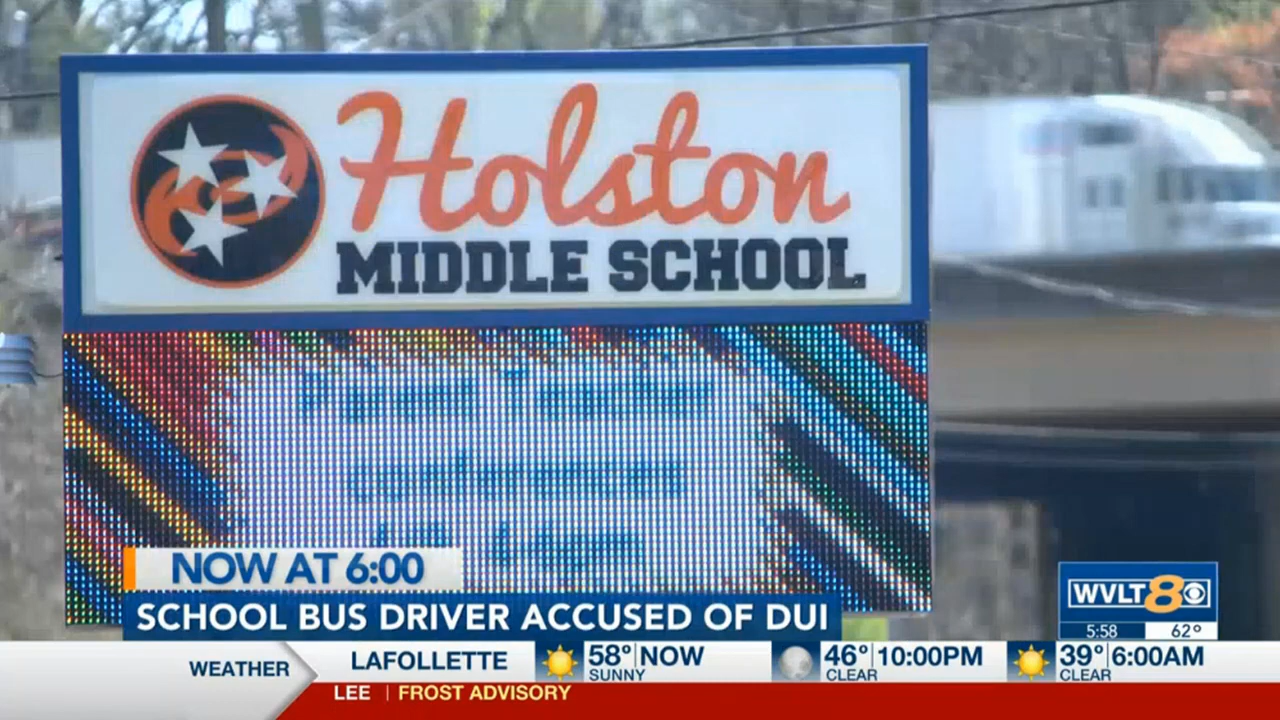 Holston
MIDDLE SCHOOL
NOW AT 6:00
SCHOOL BUS DRIVER ACCUSED OF DUI
WVLT 8
5:58 62°
WEATHER
LAFOLLETTE
58° NOW
SUNNY
46° 10:00PM
CLEAR
39° 6:00AM
CLEAR
LEE | FROST ADVISORY